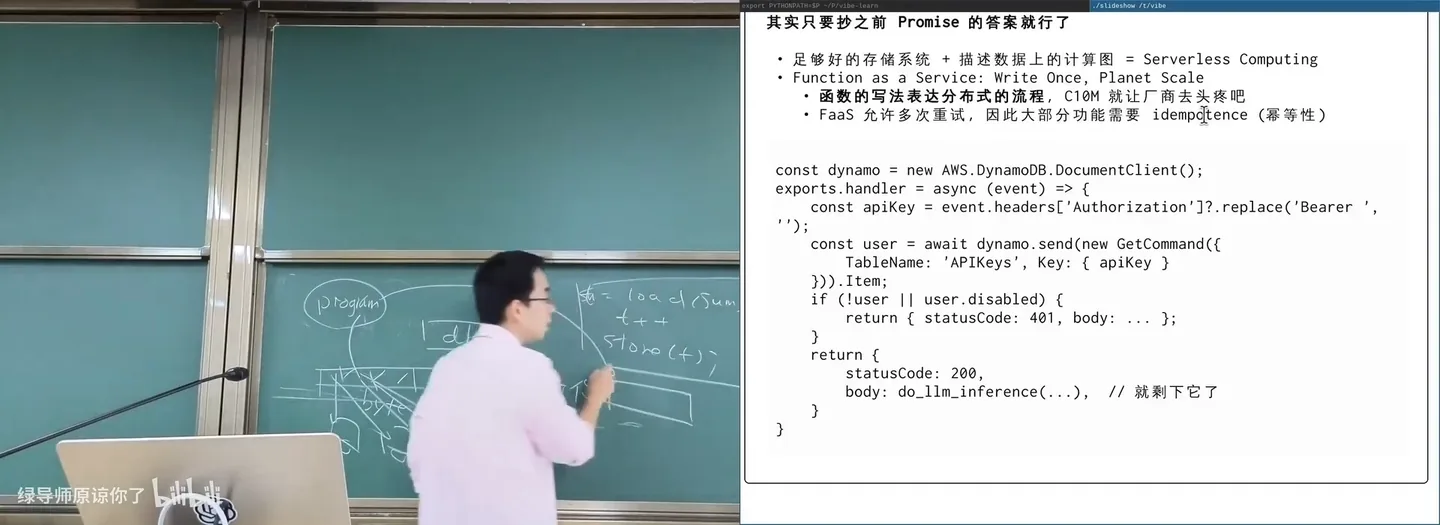 program
t = load(sum
t++
store(t);
byte
绿导师原谅你了 bilibili
export PYTHONPATH=$P ~/P/vibe-learn
./slideshow /t/vibe
其实只要抄之前 Promise 的答案就行了
• 足够好的存储系统 + 描述数据上的计算图 = Serverless Computing
• Function as a Service: Write Once, Planet Scale
• 函数的写法表达分布式的流程, C10M 就让厂商去头疼吧
• FaaS 允许多次重试, 因此大部分功能需要 idempotence (幂等性)
const dynamo = new AWS.DynamoDB.DocumentClient();
exports.handler = async (event) => {
    const apiKey = event.headers['Authorization']?.replace('Bearer ',
'');
    const user = await dynamo.send(new GetCommand({
        TableName: 'APIKeys', Key: { apiKey }
    })).Item;
    if (!user || user.disabled) {
        return { statusCode: 401, body: ... };
    }
    return {
        statusCode: 200,
        body: do_llm_inference(...),  // 就剩下它了
    }
}